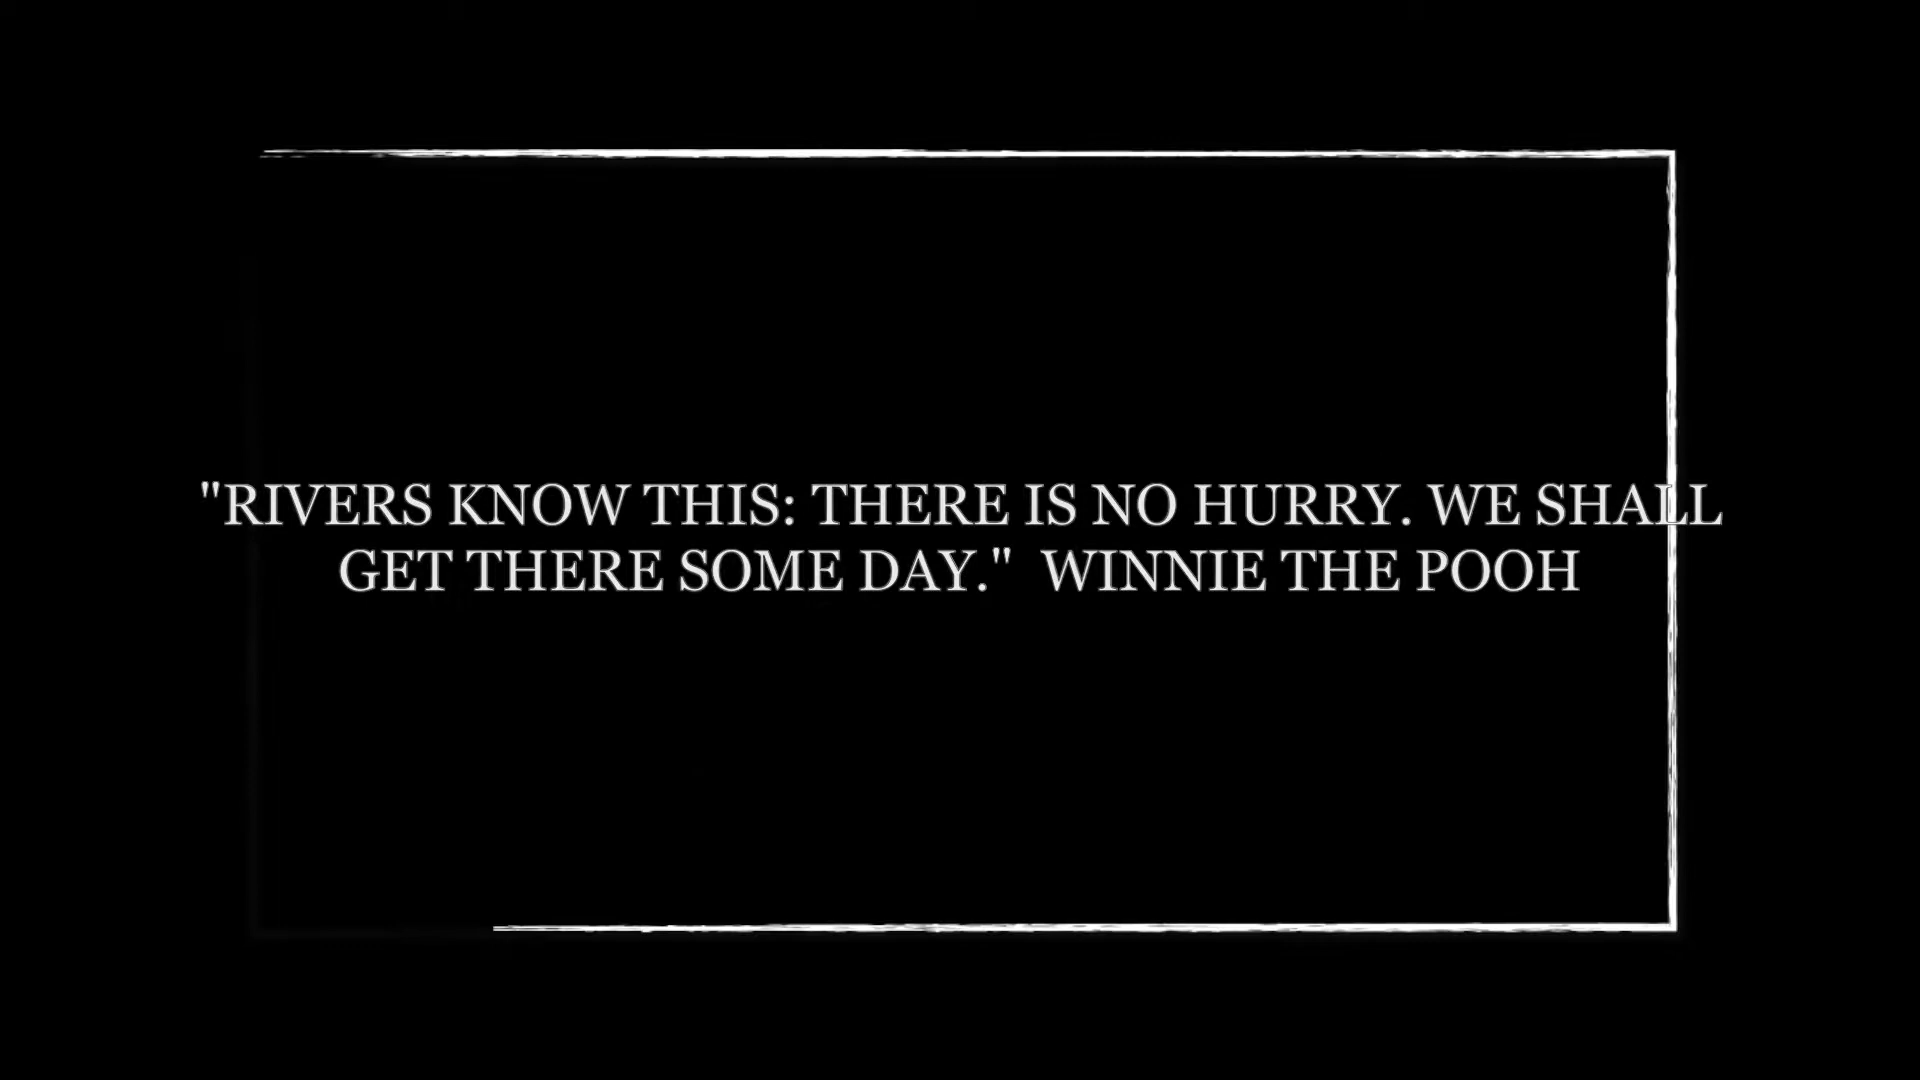 "RIVERS KNOW THIS: THERE IS NO HURRY. WE SHALL
GET THERE SOME DAY."  WINNIE THE POOH